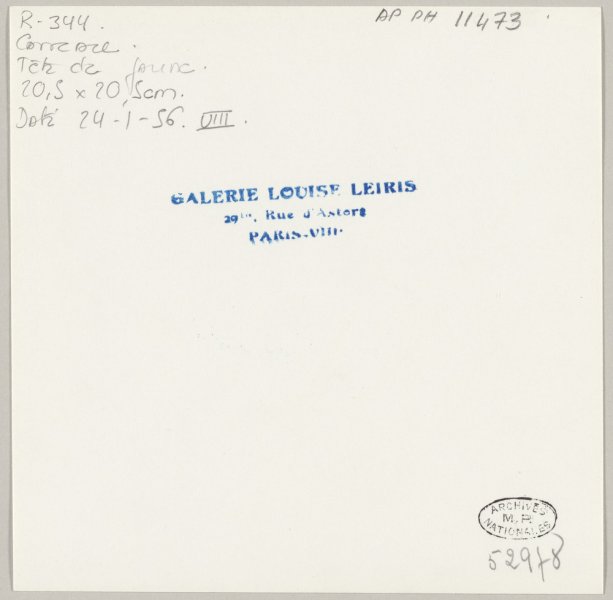 R-344.
AP PH 11473
Carreau.
Tête de faune.
20,5 x 20,5cm.
Daté 24-1-56. VIII.
GALERIE LOUISE LEIRIS
29bis, Rue d'Astorg
PARIS-VIII·
ARCHIVES
M.P.
NATIONALES
52978